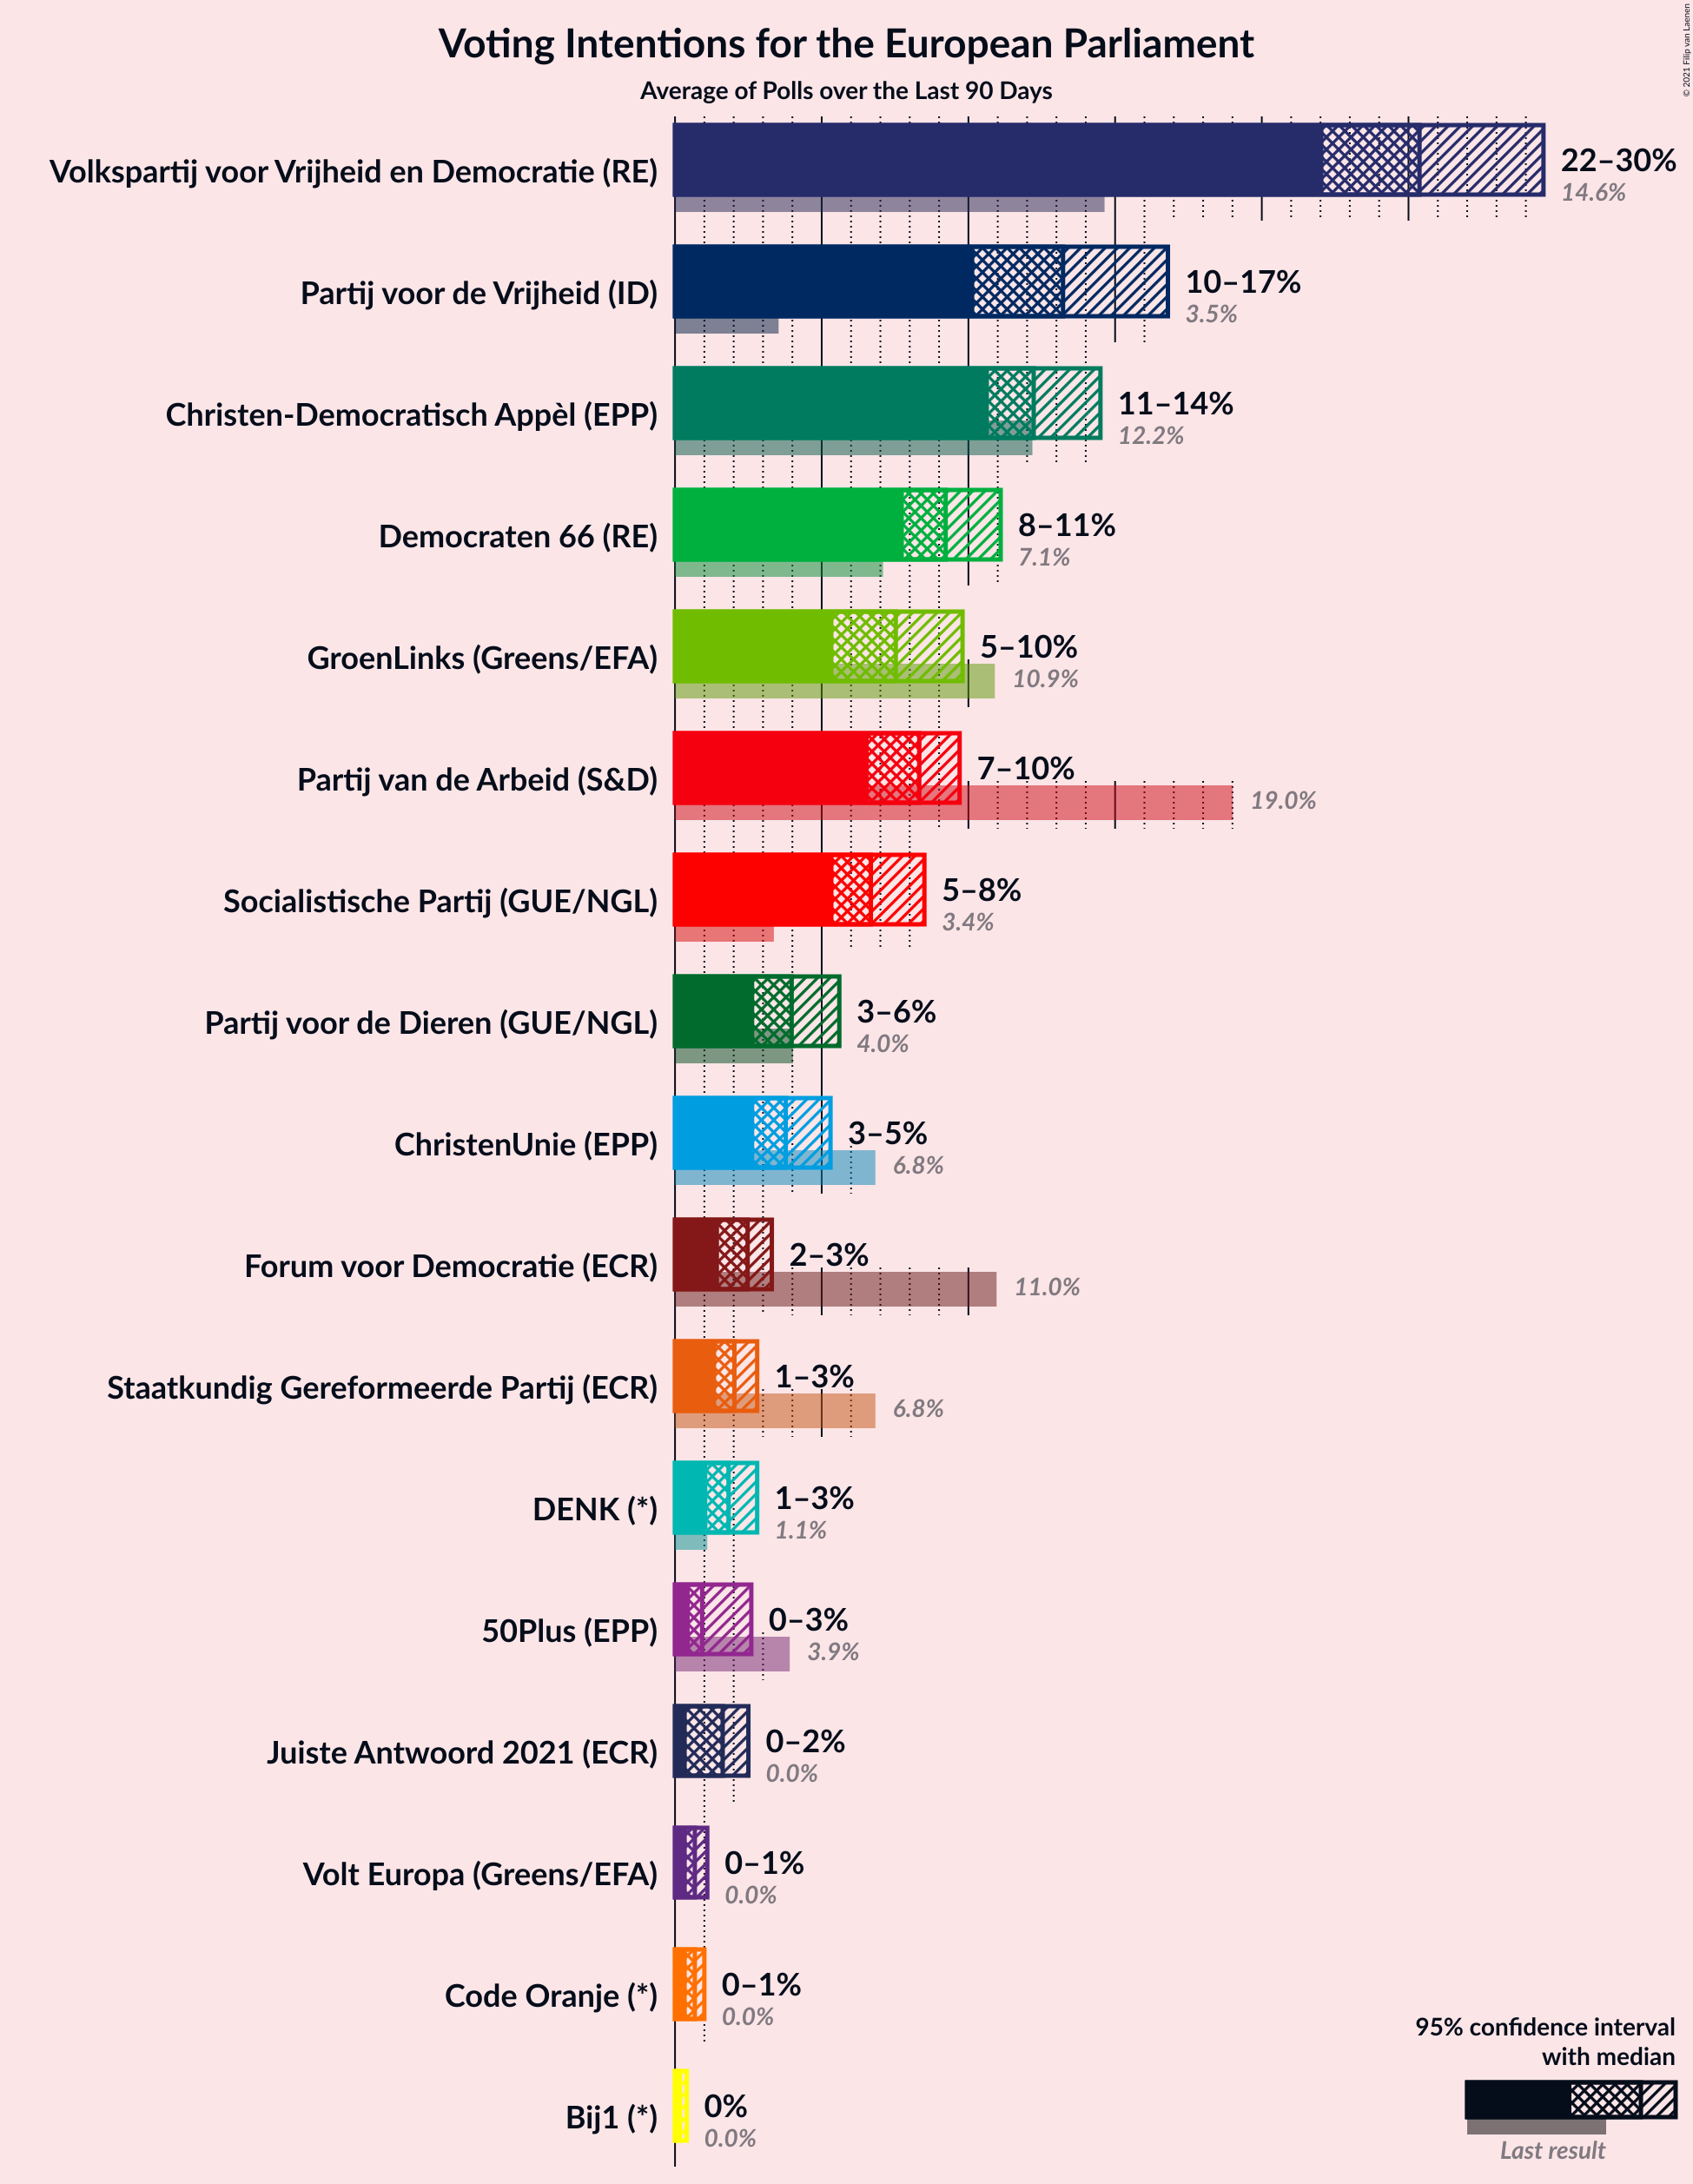 © 2021 Filip van Laenen
Voting Intentions for the European Parliament
Average of Polls over the Last 90 Days
Volkspartij voor Vrijheid en Democratie (RE)
22–30%
14.6%
Partij voor de Vrijheid (ID)
10–17%
3.5%
Christen-Democratisch Appèl (EPP)
11–14%
12.2%
Democraten 66 (RE)
8–11%
7.1%
GroenLinks (Greens/EFA)
5–10%
10.9%
Partij van de Arbeid (S&D)
7–10%
19.0%
Socialistische Partij (GUE/NGL)
5–8%
3.4%
Partij voor de Dieren (GUE/NGL)
3–6%
4.0%
ChristenUnie (EPP)
3–5%
6.8%
Forum voor Democratie (ECR)
2–3%
11.0%
Staatkundig Gereformeerde Partij (ECR)
1–3%
6.8%
DENK (*)
1–3%
1.1%
50Plus (EPP)
0–3%
3.9%
Juiste Antwoord 2021 (ECR)
0–2%
0.0%
Volt Europa (Greens/EFA)
0–1%
0.0%
Code Oranje (*)
0–1%
0.0%
Bij1 (*)
0%
0.0%
95% confidence interval
with median
Last result